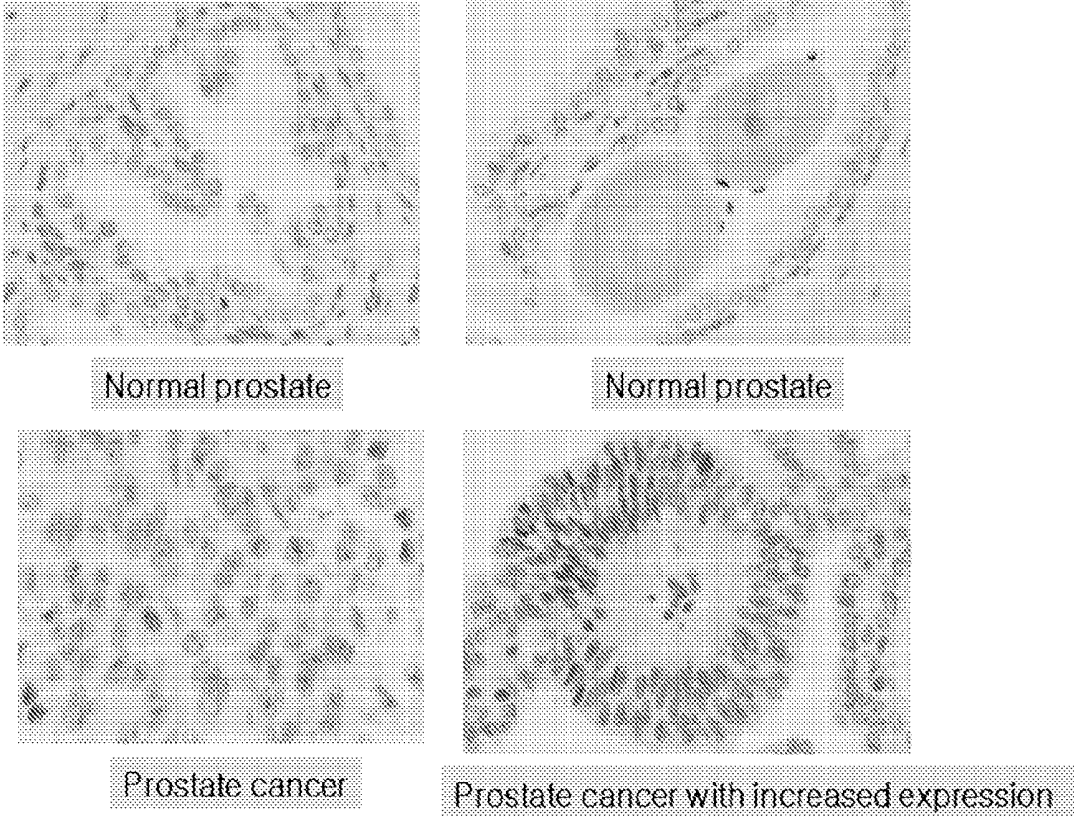 Normal prostate
Normal prostate
Prostate cancer
Prostate cancer with increased expression